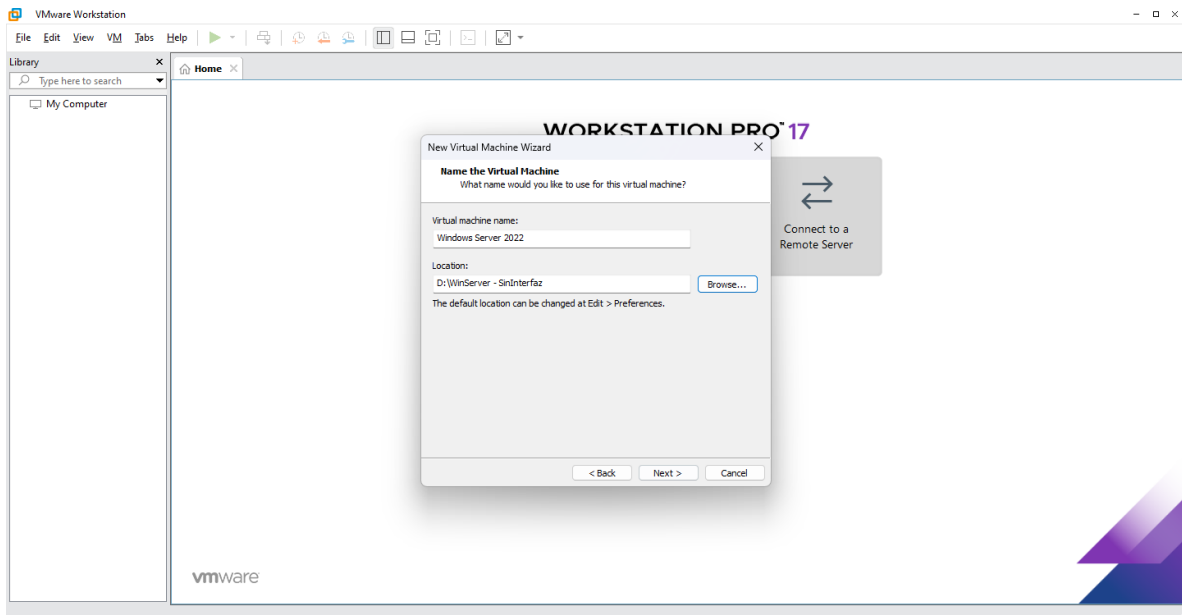 VMware Workstation
File Edit View VM Tabs Help
Library
Type here to search
My Computer
Home
WORKSTATION PRO™ 17
New Virtual Machine Wizard
Name the Virtual Machine
What name would you like to use for this virtual machine?
Virtual machine name:
Windows Server 2022
Location:
D:\WinServer - SinInterfaz
Browse...
The default location can be changed at Edit > Preferences.
< Back Next > Cancel
Connect to a
Remote Server
vmware